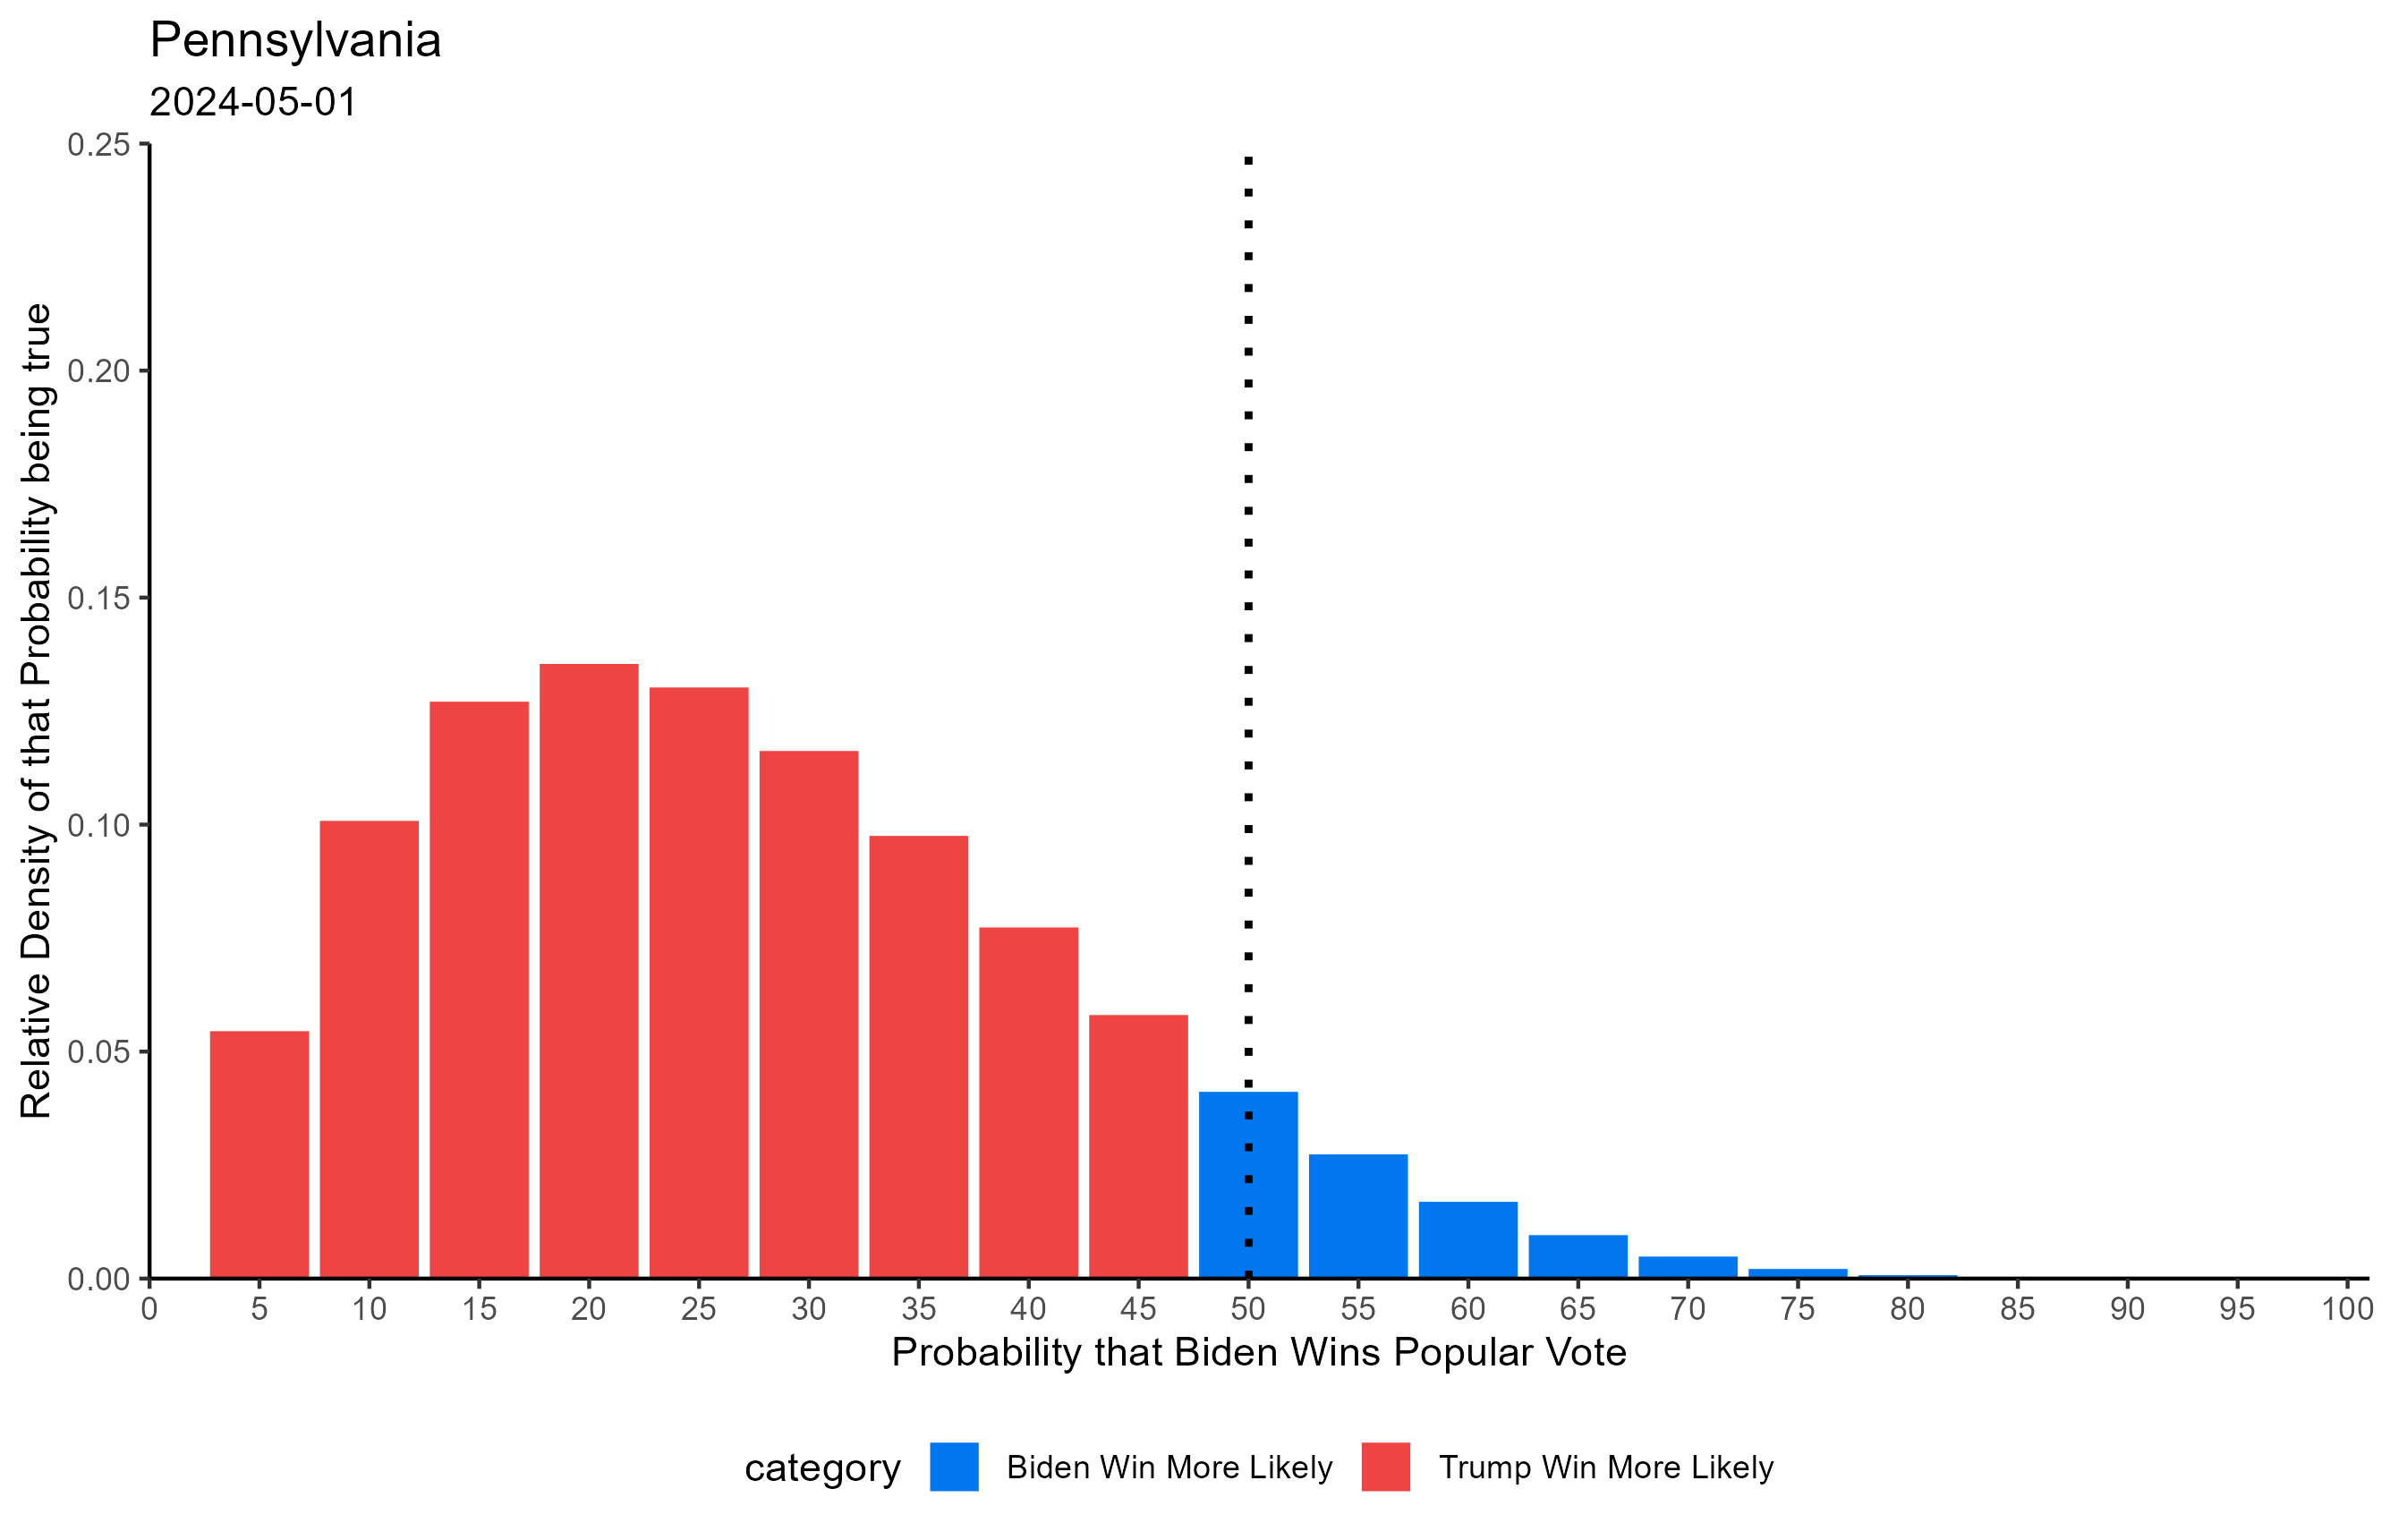 Pennsylvania
2024-05-01
Relative Density of that Probability being true
0.25
0.20
0.15
0.10
0.05
0.00
0 5 10 15 20 25 30 35 40 45 50 55 60 65 70 75 80 85 90 95 100
Probability that Biden Wins Popular Vote
category Biden Win More Likely Trump Win More Likely